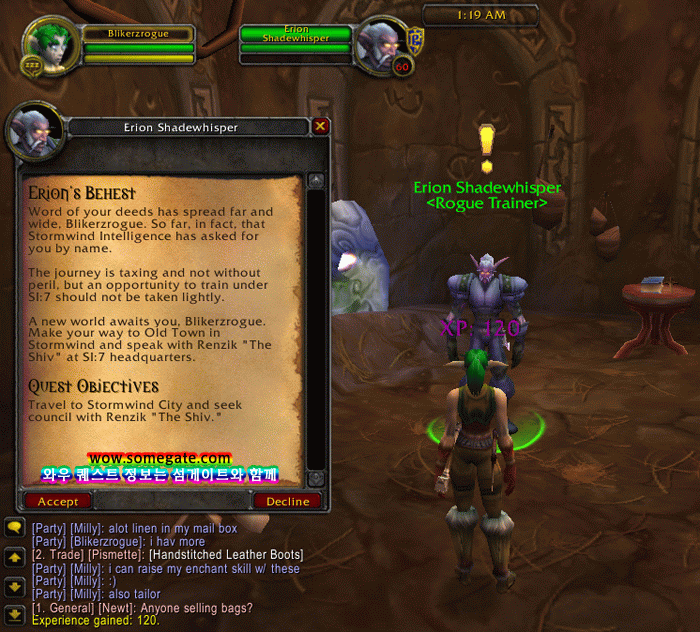 1:19 AM
Blikerzrogue
Erion
Shadewhisper
zzz
60
Erion Shadewhisper
Erion Shadewhisper
<Rogue Trainer>
Erion's Behest
Word of your deeds has spread far and
wide, Blikerzrogue. So far, in fact, that
Stormwind Intelligence has asked for
you by name.
The journey is taxing and not without
peril, but an opportunity to train under
SI:7 should not be taken lightly.
A new world awaits you, Blikerzrogue.
Make your way to Old Town in
Stormwind and speak with Renzik "The
Shiv" at SI:7 headquarters.
Quest Objectives
Travel to Stormwind City and seek
council with Renzik "The Shiv."
XP: 120
wow.somegate.com
와우 퀘스트 정보는 섬게이트와 함께
Accept
Decline
[Party] [Milly]: alot linen in my mail box
[Party] [Blikerzrogue]: i hav more
[2. Trade] [Pismette]: [Handstitched Leather Boots]
[Party] [Milly]: i can raise my enchant skill w/ these
[Party] [Milly]: :)
[Party] [Milly]: also tailor
[1. General] [Newt]: Anyone selling bags?
Experience gained: 120.